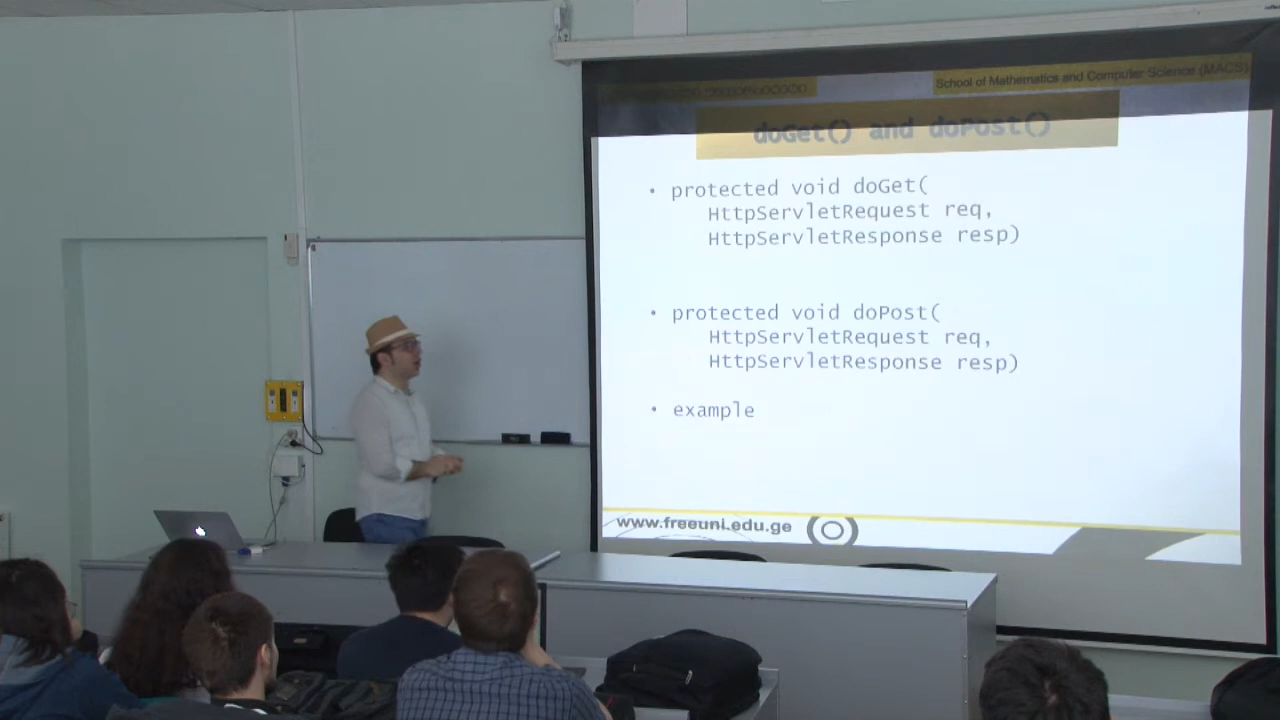 School of Mathematics and Computer Science (MACS)
doGet() and doPost()
• protected void doGet(
HttpServletRequest req,
HttpServletResponse resp)
• protected void doPost(
HttpServletRequest req,
HttpServletResponse resp)
• example
www.freeuni.edu.ge